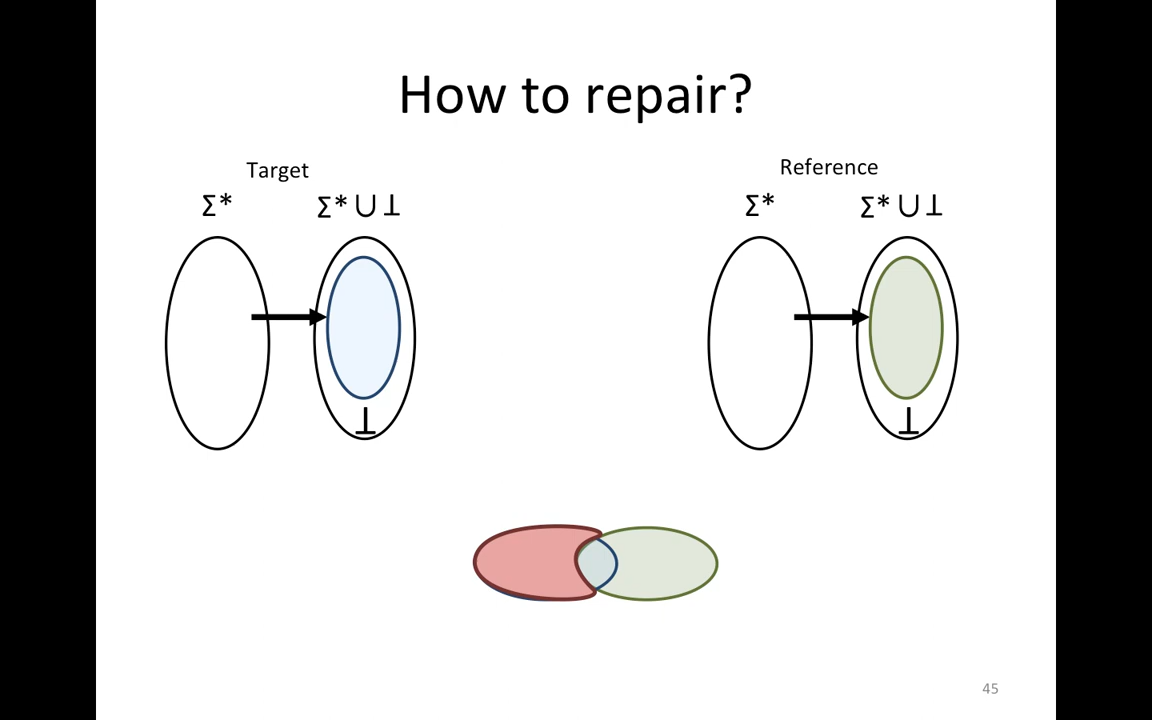 How to repair?
Target
Σ*
Σ* ∪ ⊥
⊥
Reference
Σ*
Σ* ∪ ⊥
⊥
45